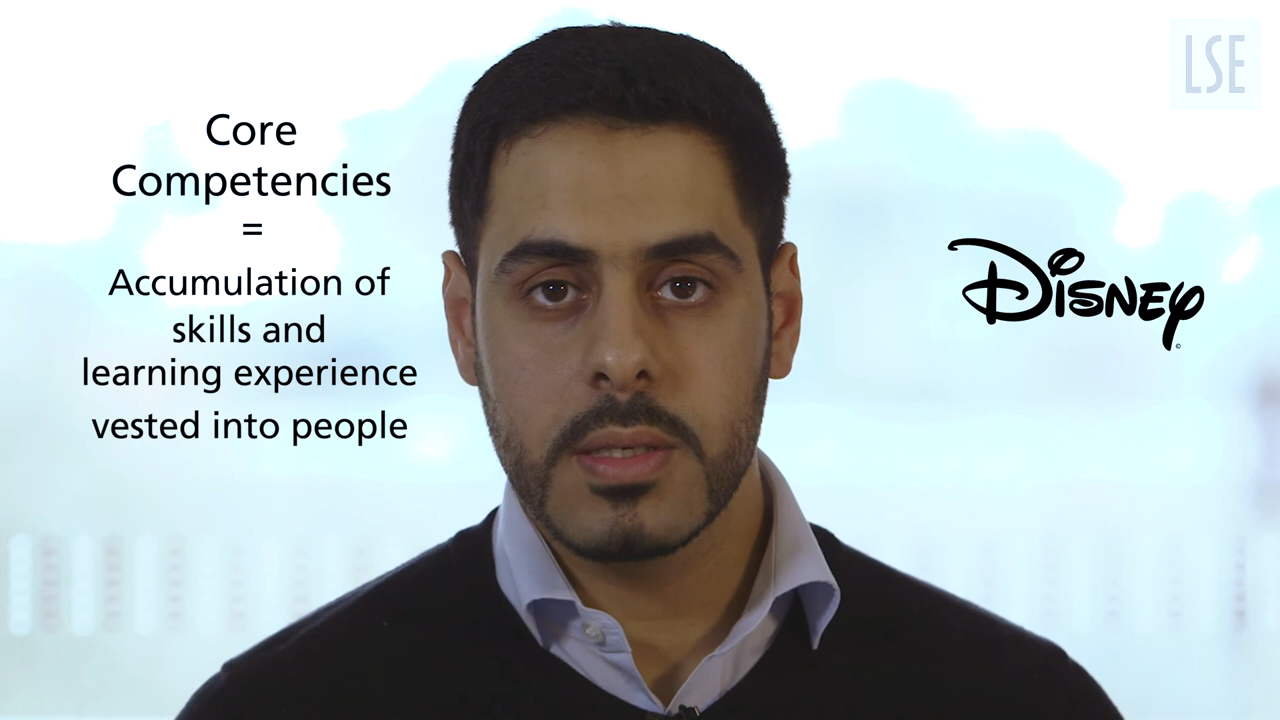 Core
Competencies
=
Accumulation of
skills and
learning experience
vested into people
LSE
Disney
©